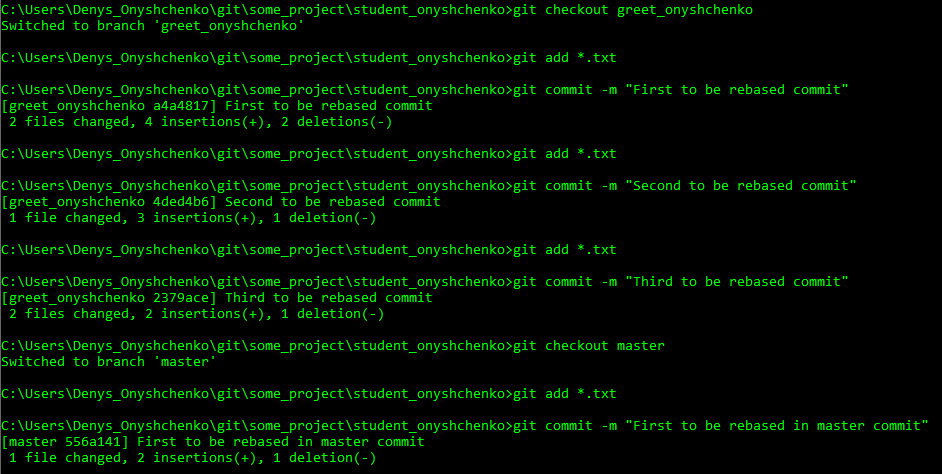 C:\Users\Denys_Onyshchenko\git\some_project\student_onyshchenko>git checkout greet_onyshchenko
Switched to branch 'greet_onyshchenko'
C:\Users\Denys_Onyshchenko\git\some_project\student_onyshchenko>git add *.txt
C:\Users\Denys_Onyshchenko\git\some_project\student_onyshchenko>git commit -m "First to be rebased commit"
[greet_onyshchenko a4a4817] First to be rebased commit
 2 files changed, 4 insertions(+), 2 deletions(-)
C:\Users\Denys_Onyshchenko\git\some_project\student_onyshchenko>git add *.txt
C:\Users\Denys_Onyshchenko\git\some_project\student_onyshchenko>git commit -m "Second to be rebased commit"
[greet_onyshchenko 4ded4b6] Second to be rebased commit
 1 file changed, 3 insertions(+), 1 deletion(-)
C:\Users\Denys_Onyshchenko\git\some_project\student_onyshchenko>git add *.txt
C:\Users\Denys_Onyshchenko\git\some_project\student_onyshchenko>git commit -m "Third to be rebased commit"
[greet_onyshchenko 2379ace] Third to be rebased commit
 2 files changed, 2 insertions(+), 1 deletion(-)
C:\Users\Denys_Onyshchenko\git\some_project\student_onyshchenko>git checkout master
Switched to branch 'master'
C:\Users\Denys_Onyshchenko\git\some_project\student_onyshchenko>git add *.txt
C:\Users\Denys_Onyshchenko\git\some_project\student_onyshchenko>git commit -m "First to be rebased in master commit"
[master 556a141] First to be rebased in master commit
 1 file changed, 2 insertions(+), 1 deletion(-)